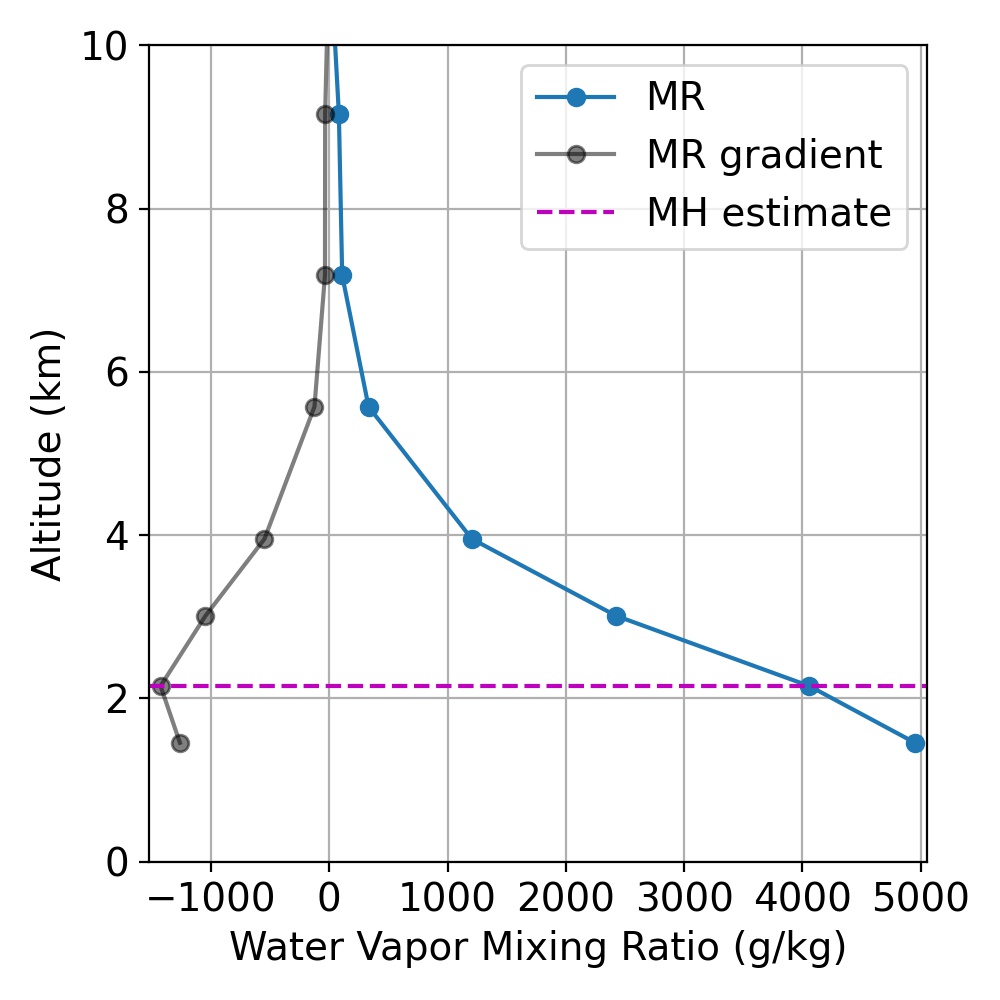 10
8
6
4
2
0
Altitude (km)
MR
MR gradient
MH estimate
−1000 0 1000 2000 3000 4000 5000
Water Vapor Mixing Ratio (g/kg)